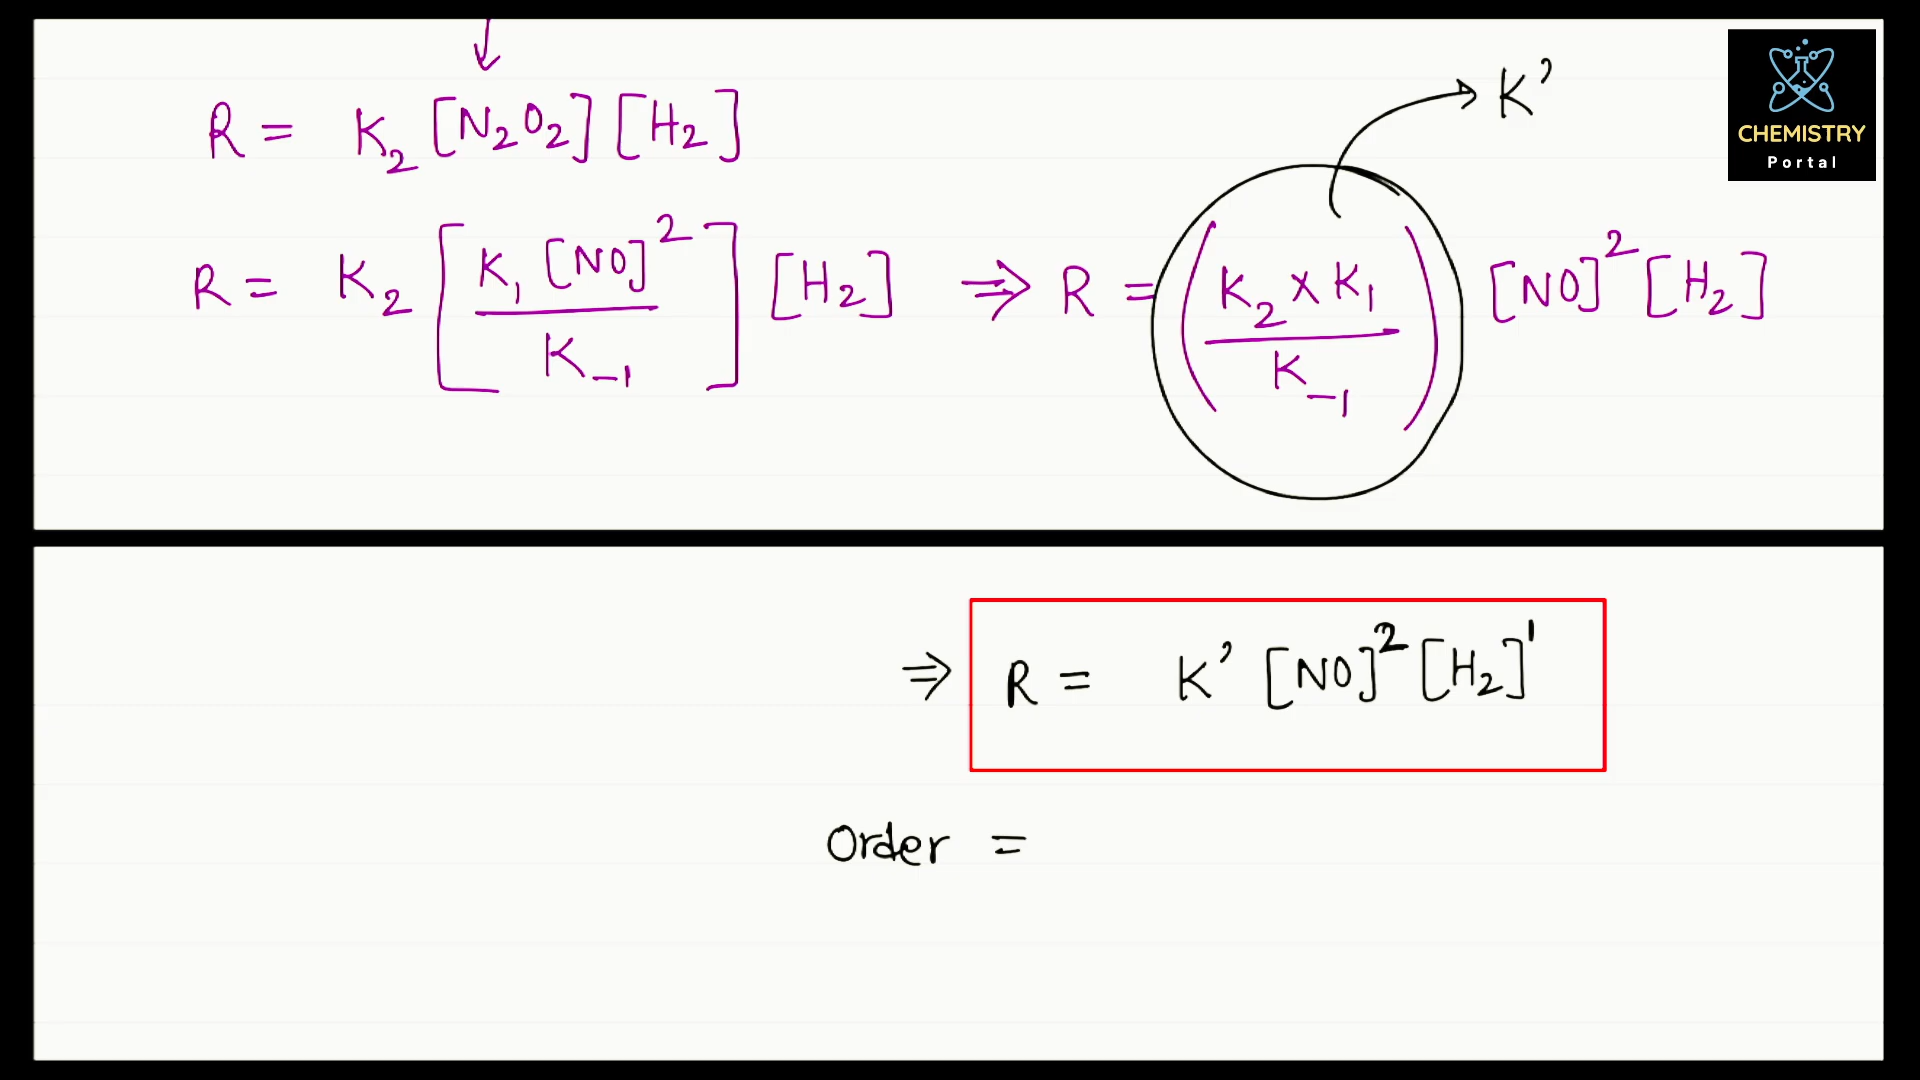 K’
CHEMISTRY
Portal
R = K₂ [N₂O₂] [H₂]
R = K₂ [K₁ [NO]² / K₋₁] [H₂] ⇒ R = (K₂ × K₁ / K₋₁) [NO]² [H₂]
⇒ R = K’ [NO]² [H₂]¹
Order =